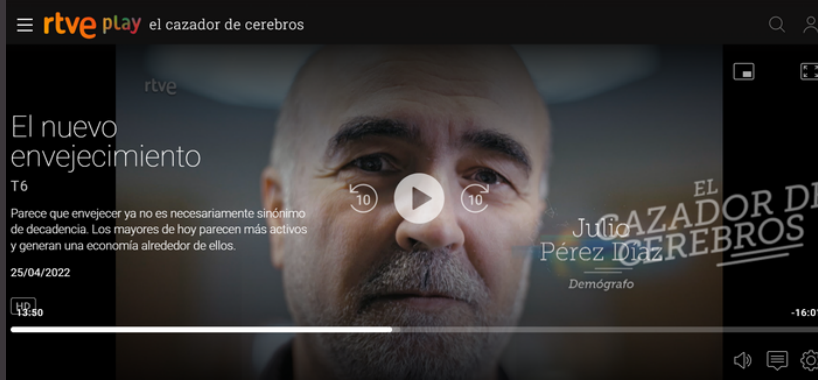 rtve play el cazador de cerebros
rtve
El nuevo
envejecimiento
T6
Parece que envejecer ya no es necesariamente sinónimo
de decadencia. Los mayores de hoy parecen más activos
y generan una economía alrededor de ellos.
25/04/2022
HD
13:50
10
10
EL
CAZADOR DE
CEREBROS
Julio
Pérez Díaz
Demógrafo
-16:01